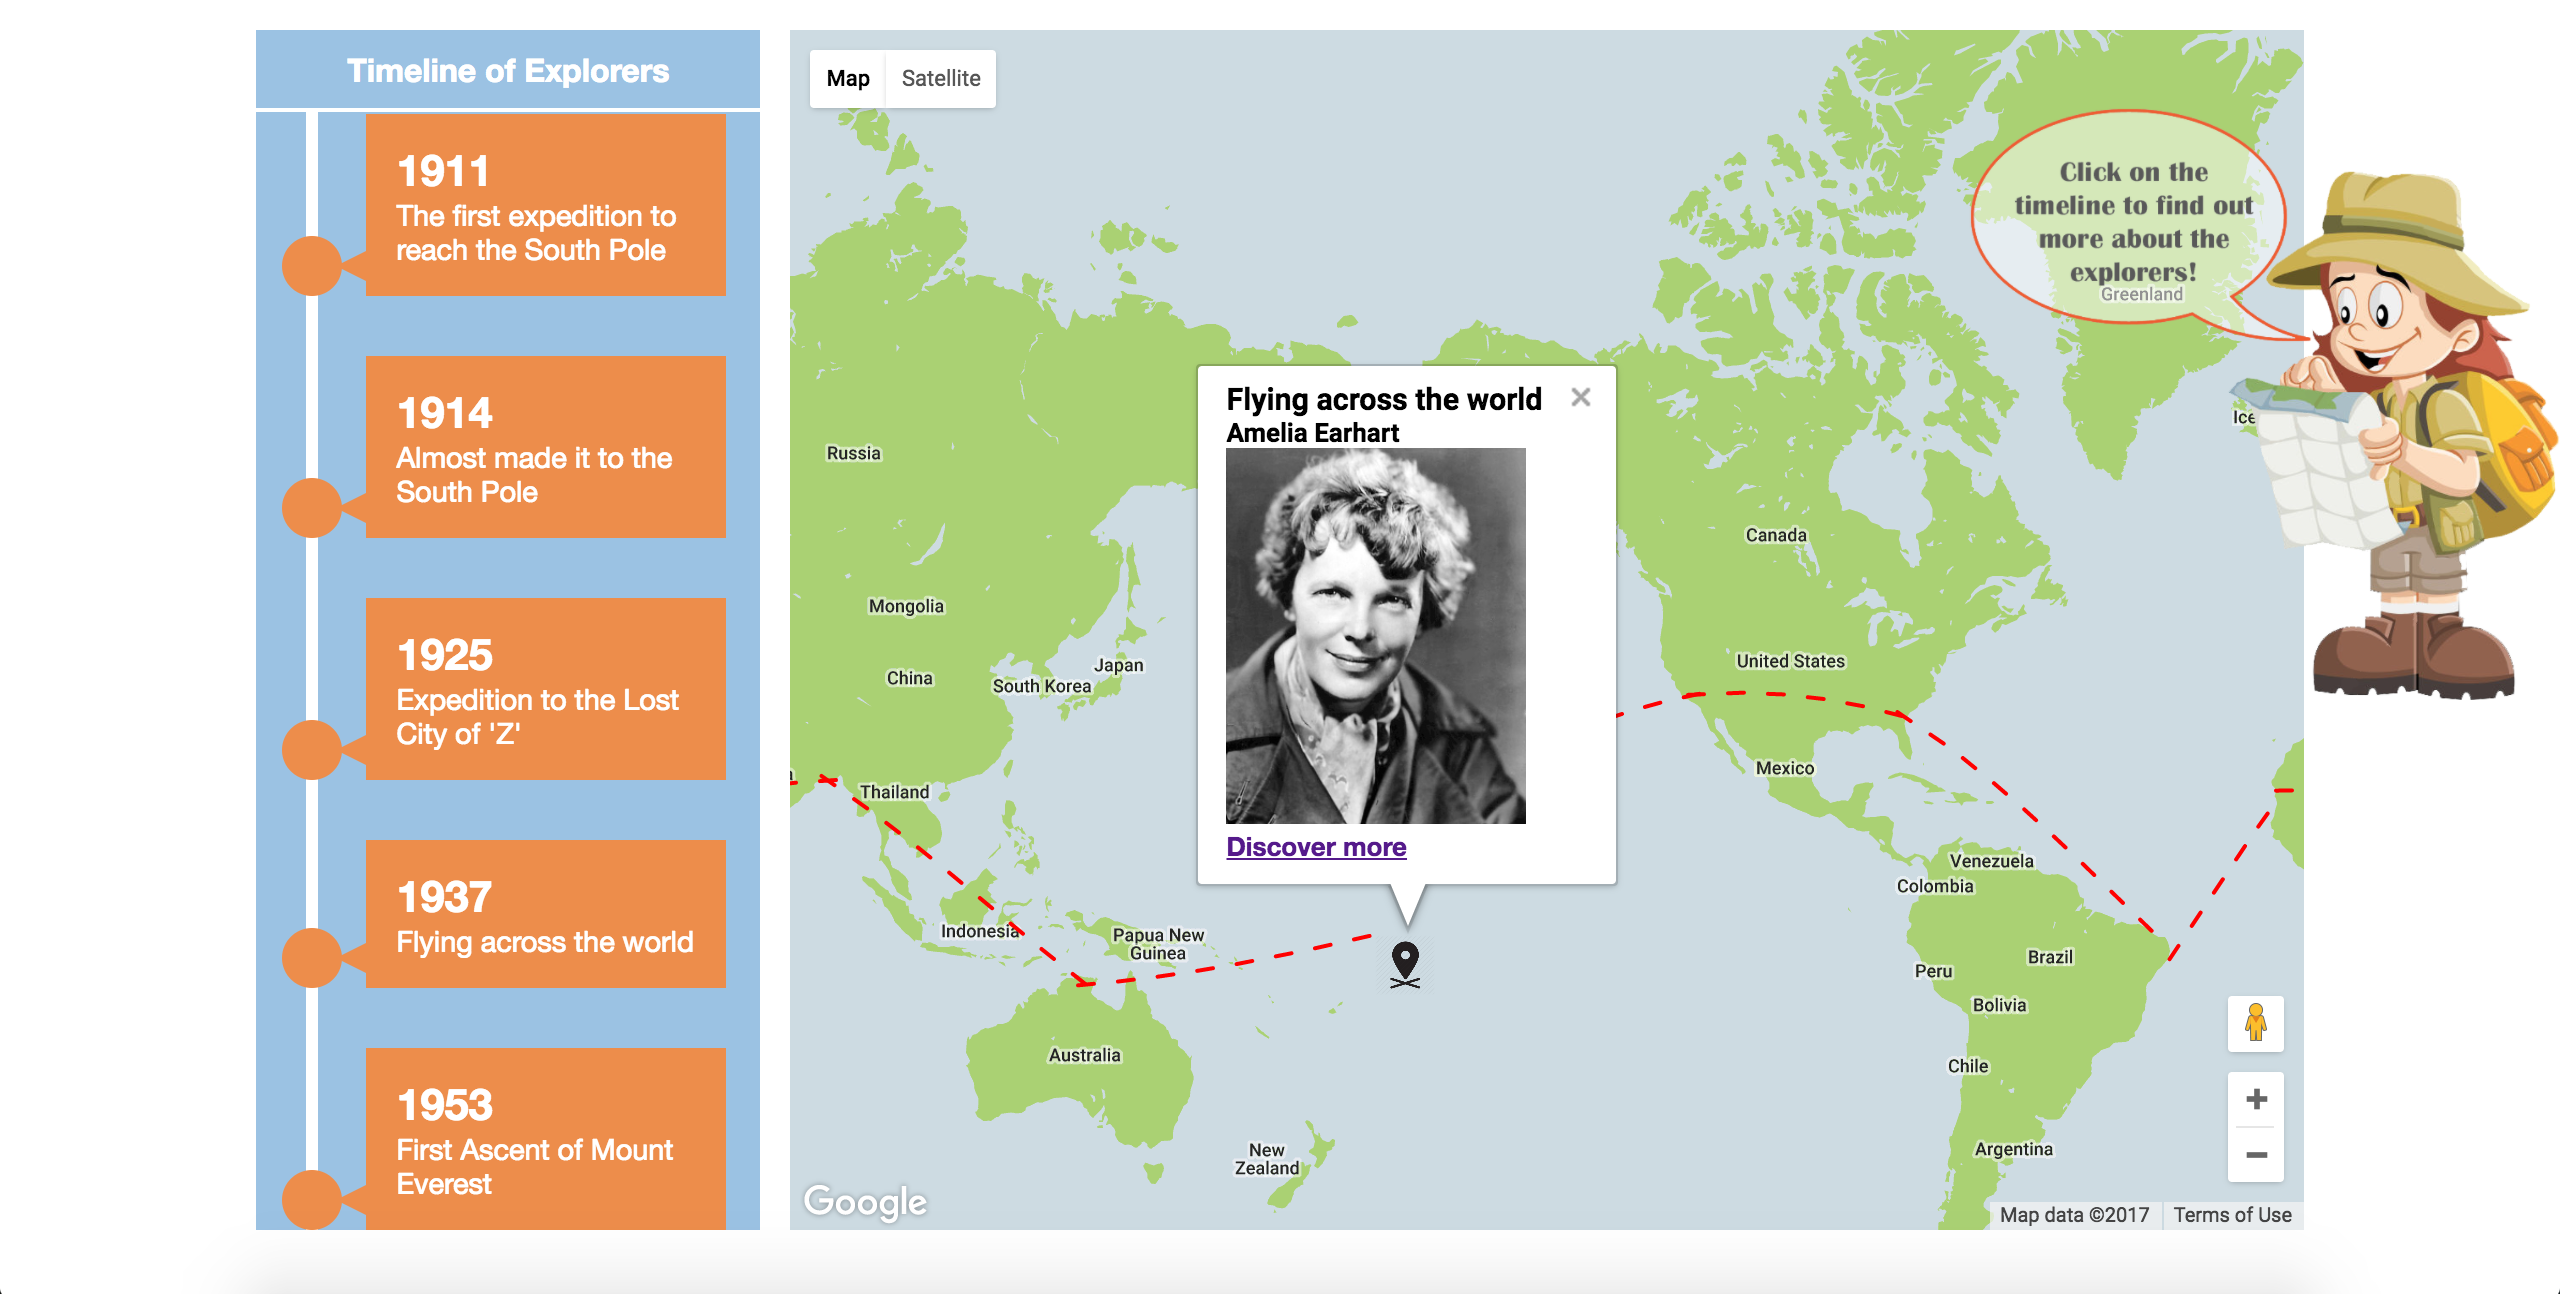 Timeline of Explorers
1911
The first expedition to
reach the South Pole
1914
Almost made it to the
South Pole
1925
Expedition to the Lost
City of 'Z'
1937
Flying across the world
1953
First Ascent of Mount
Everest
Map
Satellite
Click on the
timeline to find out
more about the
explorers!
Greenland
Flying across the world
Amelia Earhart
Discover more
Russia
Canada
Mongolia
United States
Japan
China
South Korea
Mexico
Thailand
Venezuela
Colombia
Indonesia
Papua New
Guinea
Brazil
Peru
Bolivia
Australia
Chile
Argentina
New
Zealand
Google
Map data ©2017
Terms of Use